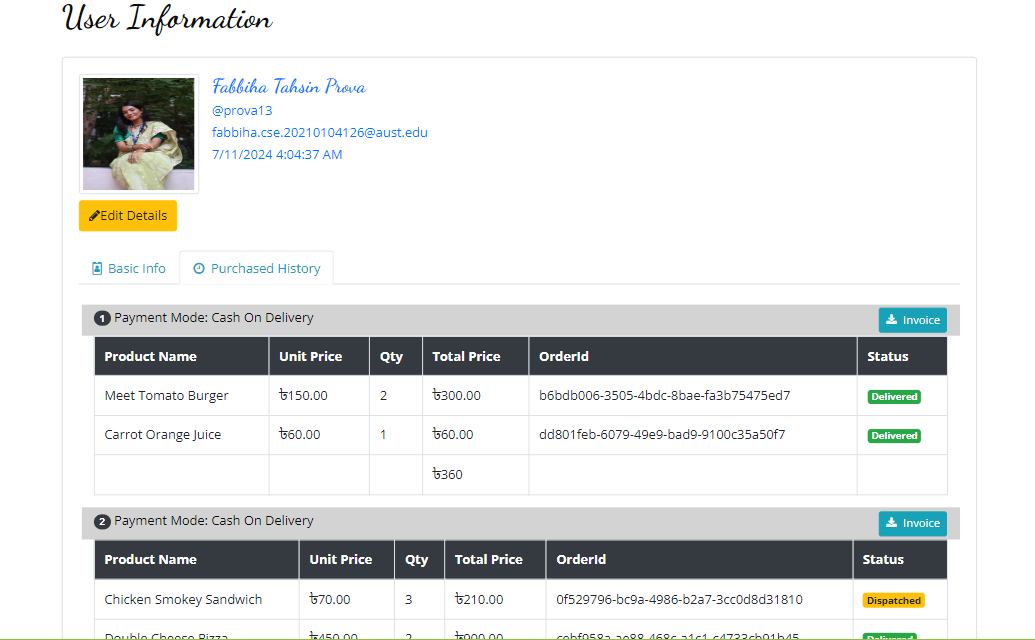 User Information
Fabbiha Tahsin Prova
@prova13
fabbiha.cse.20210104126@aust.edu
7/11/2024 4:04:37 AM
Edit Details
Basic Info Purchased History
1 Payment Mode: Cash On Delivery Invoice
Product Name Unit Price Qty Total Price OrderId Status
Meet Tomato Burger ৳150.00 2 ৳300.00 b6bdb006-3505-4bdc-8bae-fa3b75475ed7 Delivered
Carrot Orange Juice ৳60.00 1 ৳60.00 dd801feb-6079-49e9-bad9-9100c35a50f7 Delivered
৳360
2 Payment Mode: Cash On Delivery Invoice
Product Name Unit Price Qty Total Price OrderId Status
Chicken Smokey Sandwich ৳70.00 3 ৳210.00 0f529796-bc9a-4986-b2a7-3cc0d8d31810 Dispatched
Double Cheese Pizza ৳450.00 2 ৳900.00 Delivered